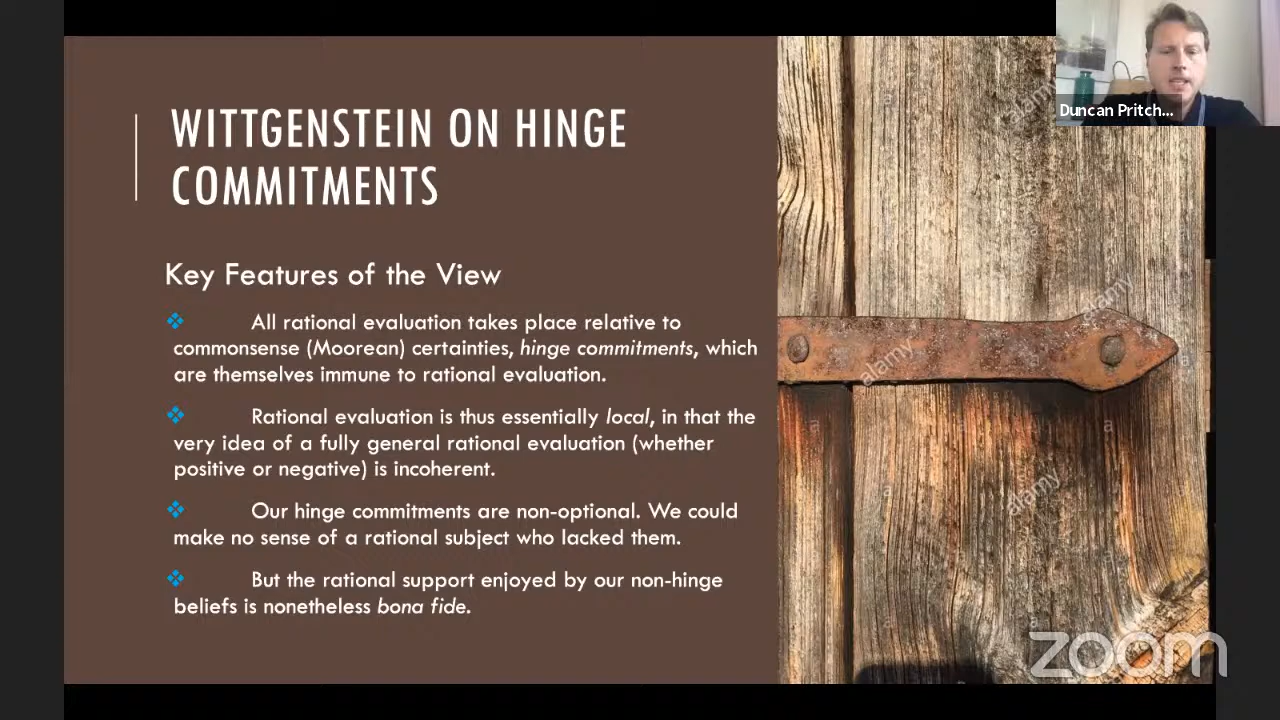 Duncan Pritch...
WITTGENSTEIN ON HINGE
COMMITMENTS
Key Features of the View
All rational evaluation takes place relative to
commonsense (Moorean) certainties, hinge commitments, which
are themselves immune to rational evaluation.
Rational evaluation is thus essentially local, in that the
very idea of a fully general rational evaluation (whether
positive or negative) is incoherent.
Our hinge commitments are non-optional. We could
make no sense of a rational subject who lacked them.
But the rational support enjoyed by our non-hinge
beliefs is nonetheless bona fide.
alamy
a
alamy
a
alamy
a
a
a
a
alamy
a
a
a
zoom